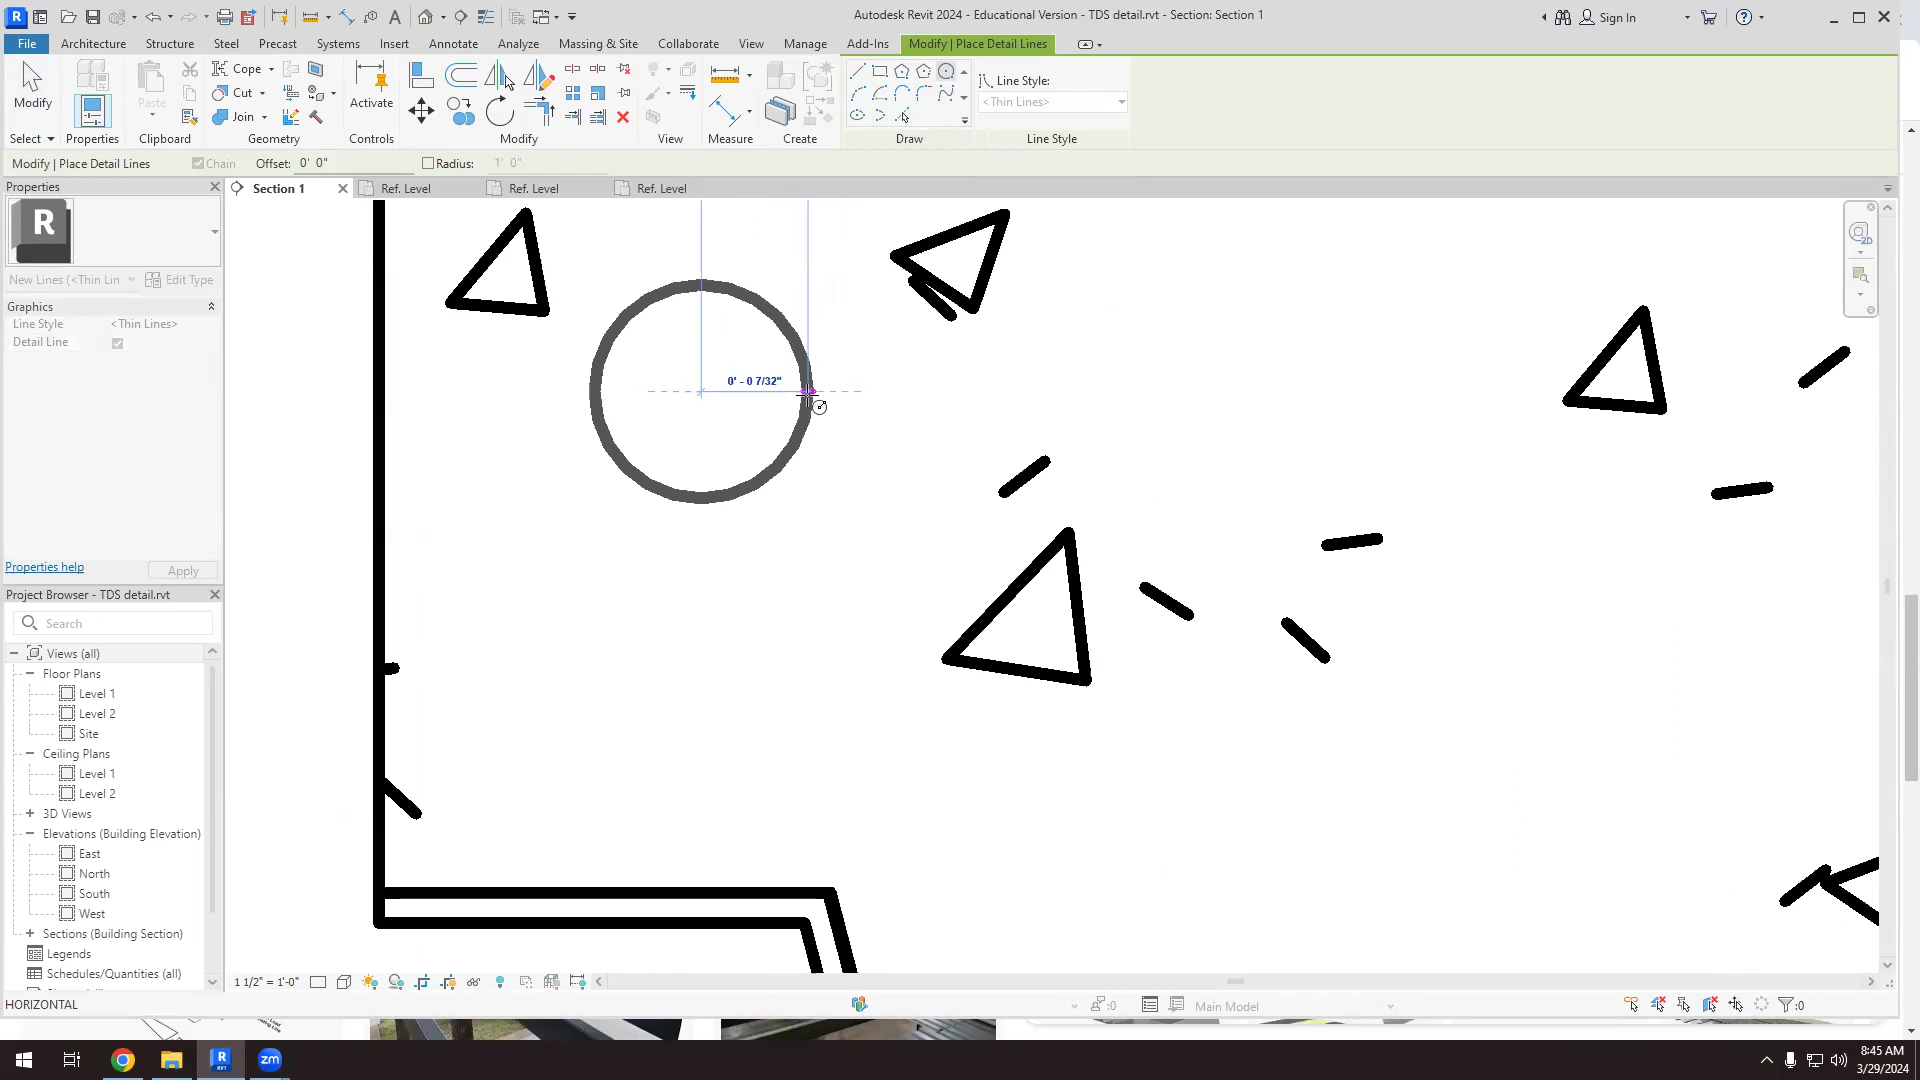 Autodesk Revit 2024 - Educational Version - TDS detail.rvt - Section: Section 1
Sign In
File Architecture Structure Steel Precast Systems Insert Annotate Analyze Massing & Site Collaborate View Manage Add-Ins Modify | Place Detail Lines
Modify
Select
Properties
Paste
Clipboard
Cope
Cut
Join
Geometry
Activate
Controls
Modify
View
Measure
Create
Draw
Line Style:
<Thin Lines>
Line Style
Modify | Place Detail Lines
Chain
Offset: 0' 0"
Radius: 1' 0"
Properties
Section 1
Ref. Level
Ref. Level
Ref. Level
R
New Lines (<Thin Lin
Edit Type
Graphics
Line Style <Thin Lines>
Detail Line
Properties help
Apply
0' - 0 7/32"
Project Browser - TDS detail.rvt
Search
Views (all)
Floor Plans
Level 1
Level 2
Site
Ceiling Plans
Level 1
Level 2
3D Views
Elevations (Building Elevation)
East
North
South
West
Sections (Building Section)
Legends
Schedules/Quantities (all)
1 1/2" = 1'-0"
HORIZONTAL
:0
Main Model
:0
zm
8:45 AM
3/29/2024